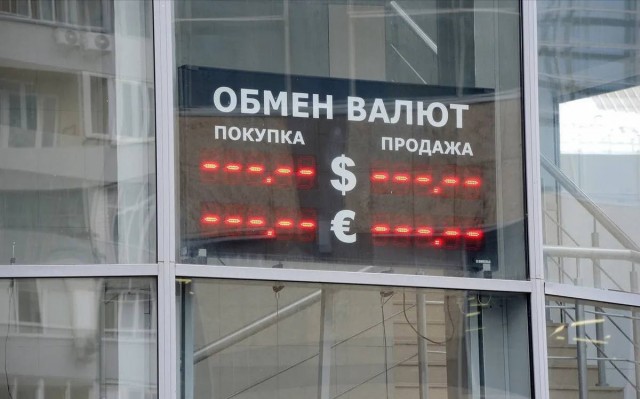 ОБМЕН ВАЛЮТ
ПОКУПКА ПРОДАЖА
---.-- $ ---.--
---.-- € ---.--